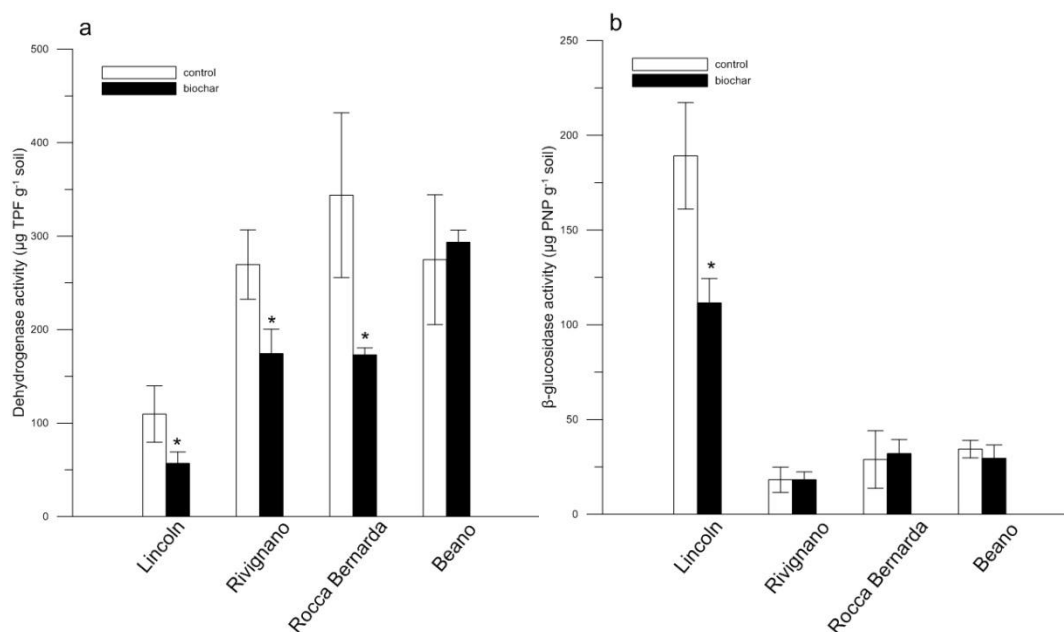 a
Dehydrogenase activity (µg TPF g⁻¹ soil)
500
400
300
200
100
0
control
biochar
*
*
*
Lincoln
Rivignano
Rocca Bernarda
Beano
b
β-glucosidase activity (µg PNP g⁻¹ soil)
250
200
150
100
50
0
control
biochar
*
Lincoln
Rivignano
Rocca Bernarda
Beano